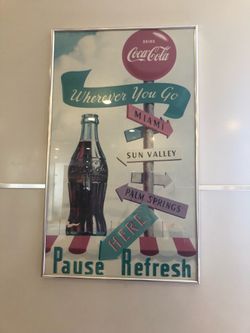 DRINK
Coca-Cola
Wherever You Go
MIAMI
SUN VALLEY
PALM SPRINGS
HERE
Pause Refresh